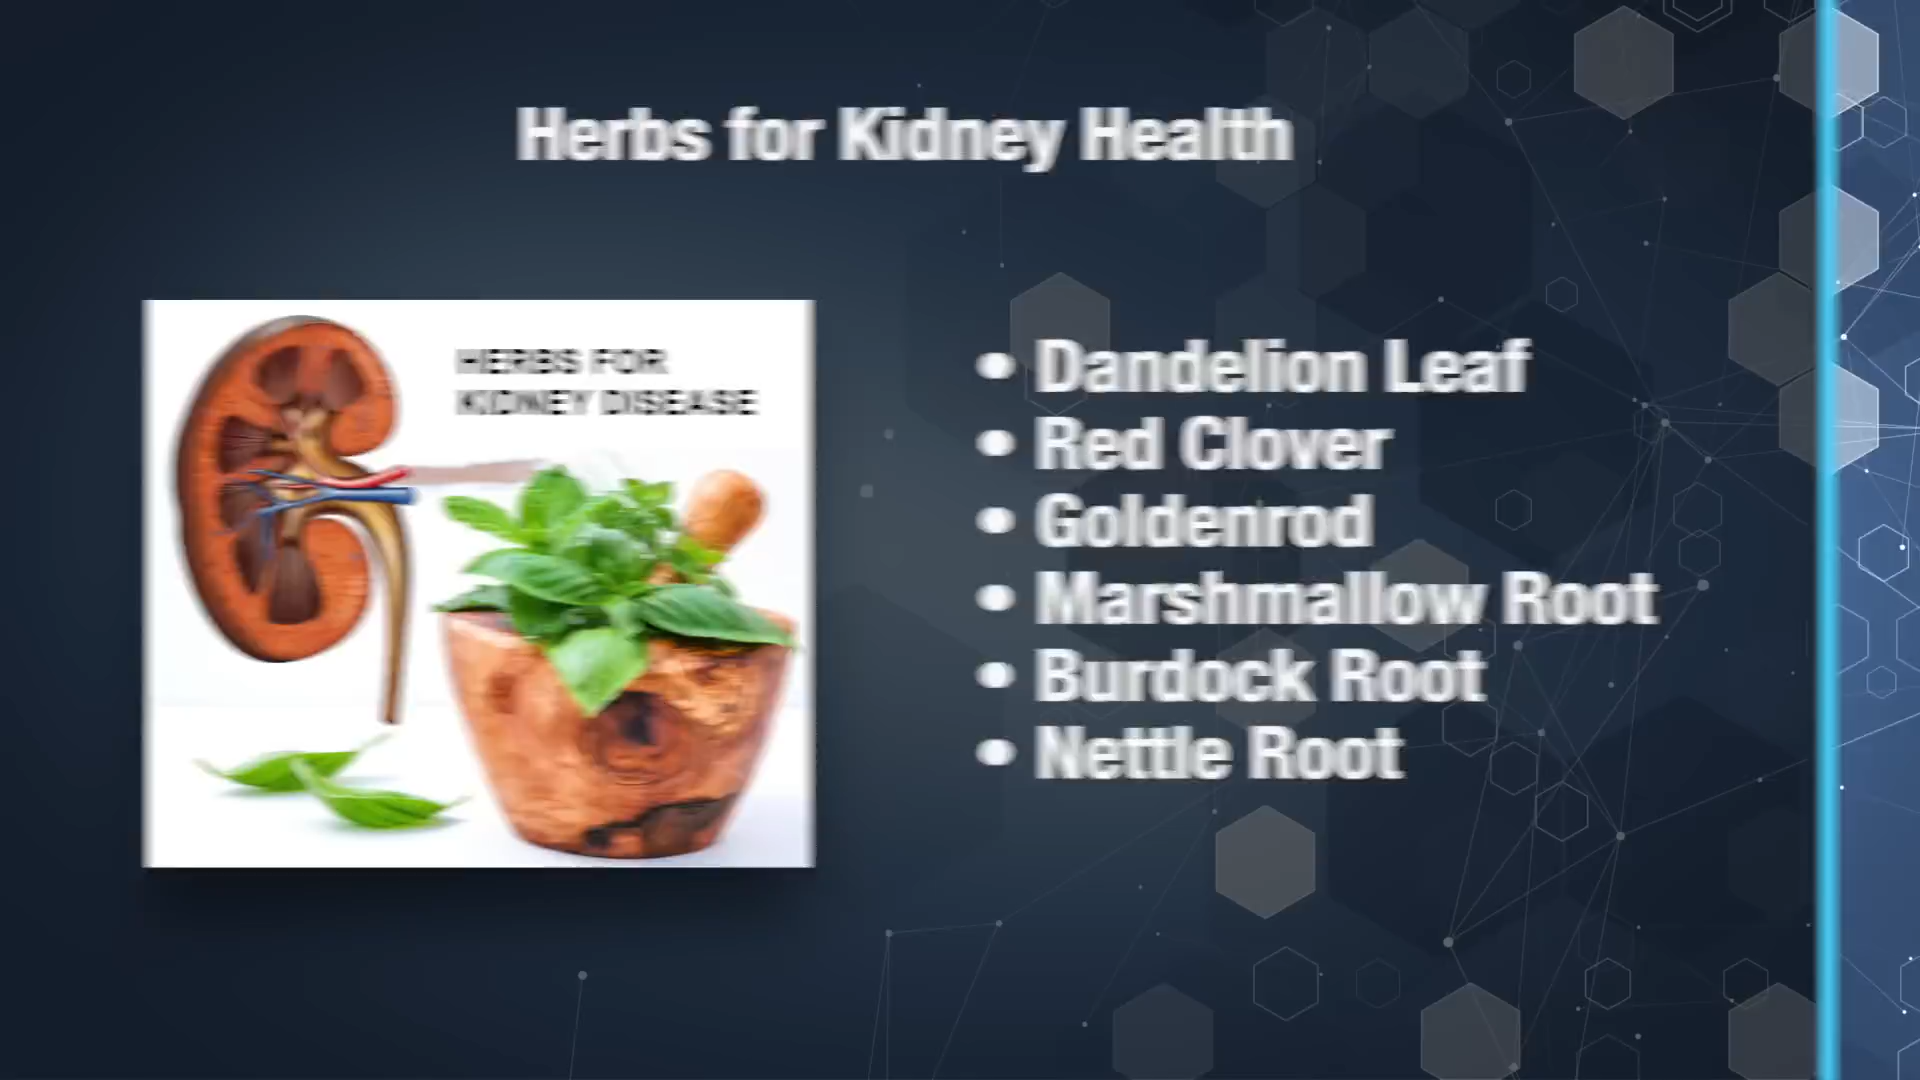 Herbs for Kidney Health
HERBS FOR
KIDNEY DISEASE
• Dandelion Leaf
• Red Clover
• Goldenrod
• Marshmallow Root
• Burdock Root
• Nettle Root